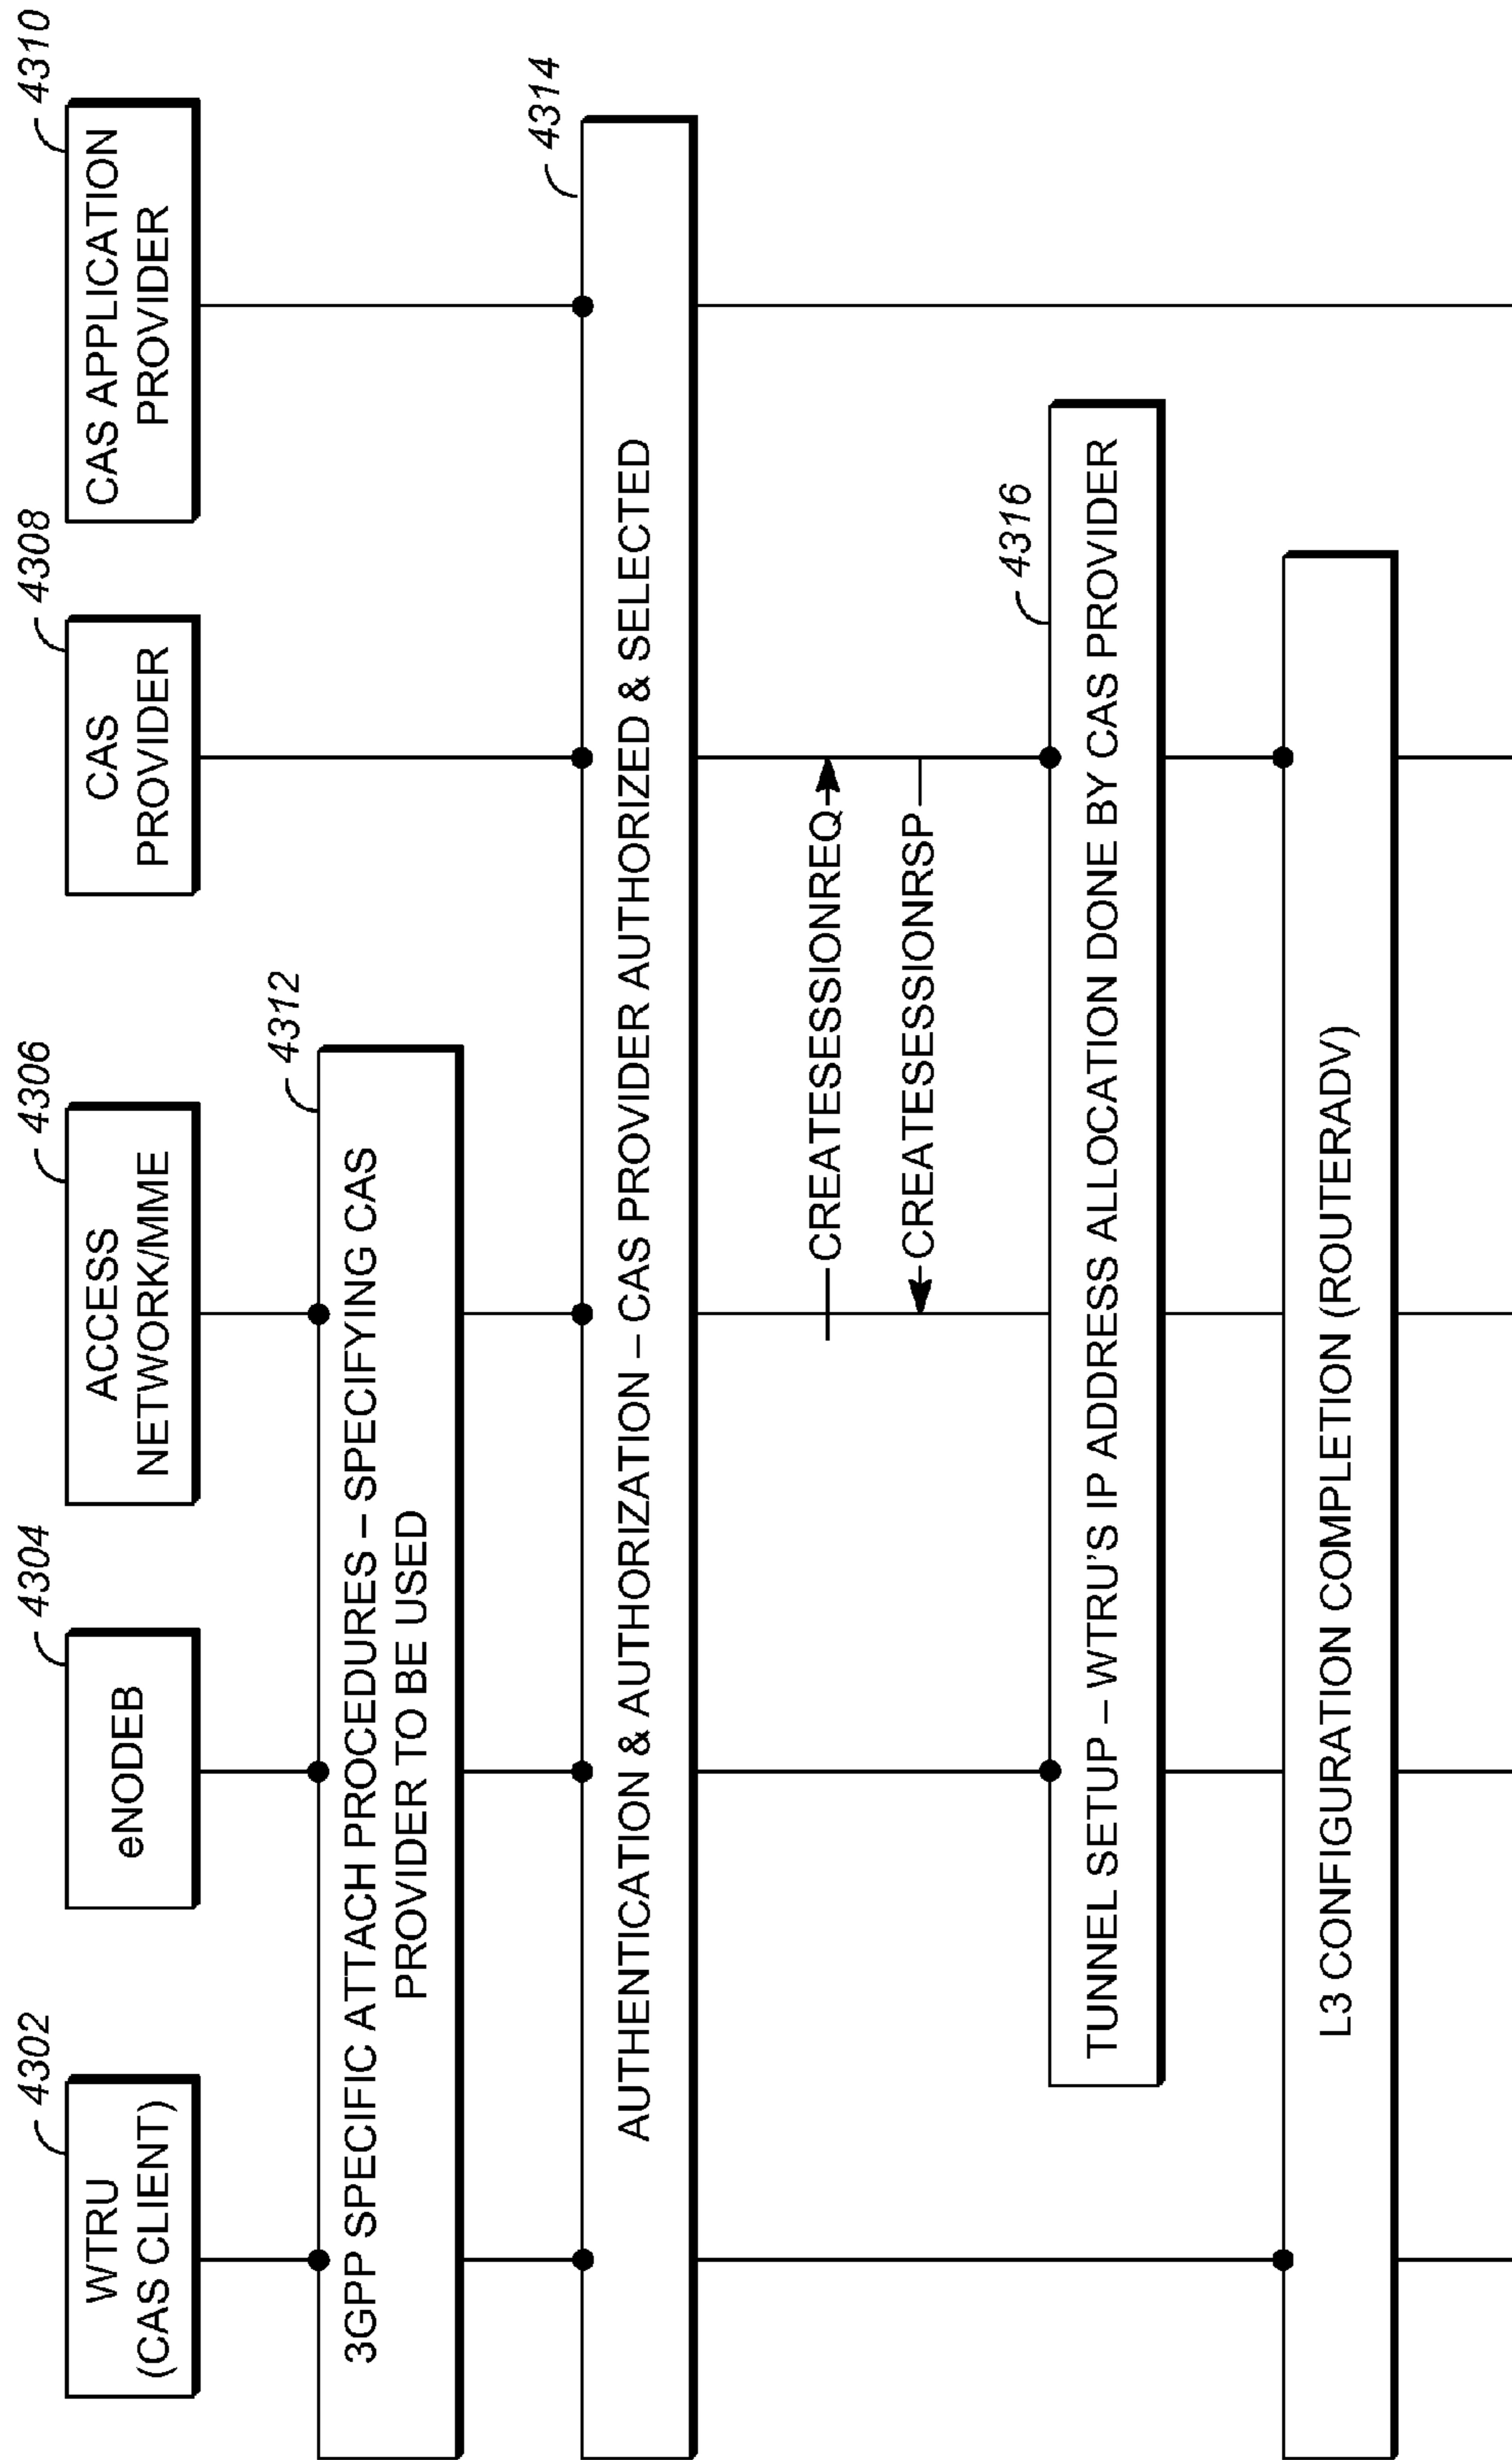 4302
WTRU
(CAS CLIENT)
4304
eNODEB
4306
ACCESS
NETWORK/MME
4308
CAS
PROVIDER
4310
CAS APPLICATION
PROVIDER
4312
3GPP SPECIFIC ATTACH PROCEDURES – SPECIFYING CAS
PROVIDER TO BE USED
4314
AUTHENTICATION & AUTHORIZATION – CAS PROVIDER AUTHORIZED & SELECTED
CREATESESSIONREQ
CREATESESSIONRSP
4316
TUNNEL SETUP – WTRU'S IP ADDRESS ALLOCATION DONE BY CAS PROVIDER
L3 CONFIGURATION COMPLETION (ROUTERADV)